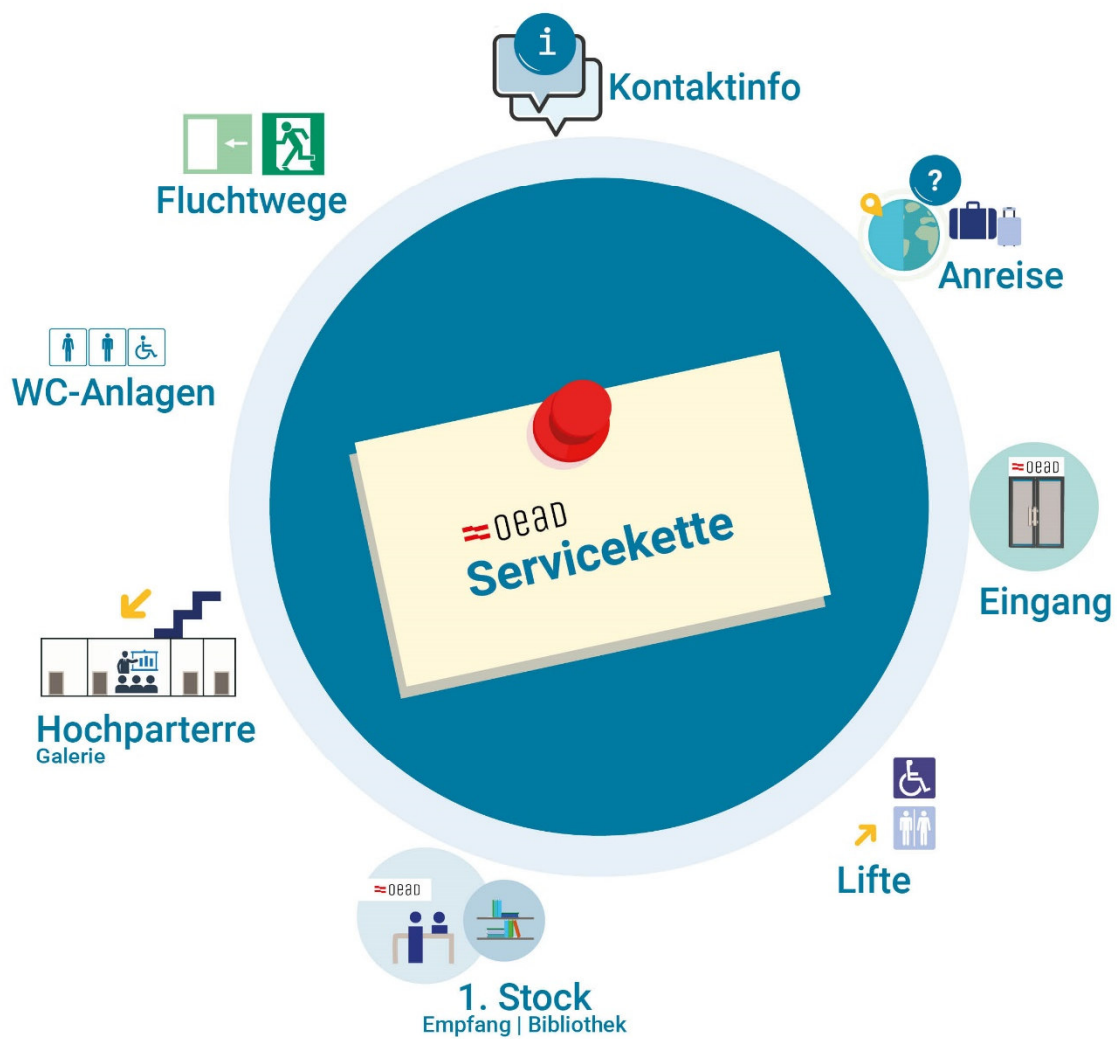 i
Kontaktinfo
?
Anreise
oead
Eingang
Lifte
oead
1. Stock
Empfang | Bibliothek
Hochparterre
Galerie
WC-Anlagen
Fluchtwege
oead
Servicekette